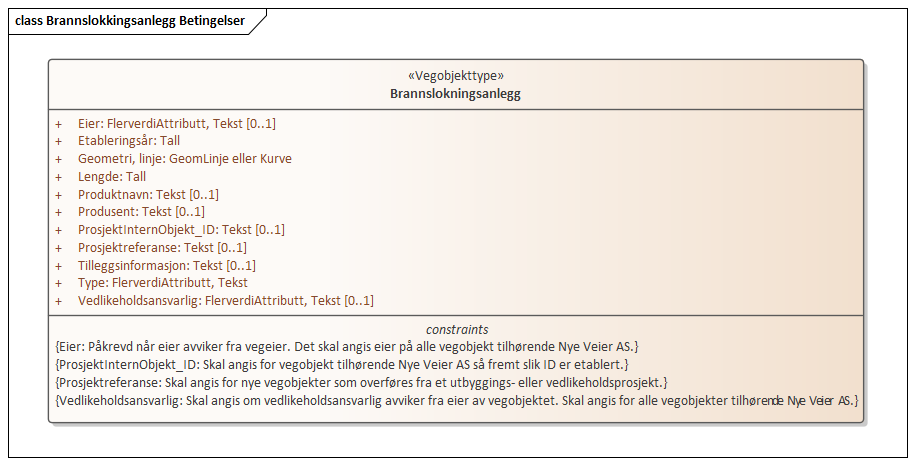 class Brannslokkingsanlegg Betingelser
«Vegobjekttype»
Brannslokningsanlegg
+ Eier: FlerverdiAttributt, Tekst [0..1]
+ Etableringsår: Tall
+ Geometri, linje: GeomLinje eller Kurve
+ Lengde: Tall
+ Produktnavn: Tekst [0..1]
+ Produsent: Tekst [0..1]
+ ProsjektInternObjekt_ID: Tekst [0..1]
+ Prosjektreferanse: Tekst [0..1]
+ Tilleggsinformasjon: Tekst [0..1]
+ Type: FlerverdiAttributt, Tekst
+ Vedlikeholdsansvarlig: FlerverdiAttributt, Tekst [0..1]
constraints
{Eier: Påkrevd når eier avviker fra vegeier. Det skal angis eier på alle vegobjekt tilhørende Nye Veier AS.}
{ProsjektInternObjekt_ID: Skal angis for vegobjekt tilhørende Nye Veier AS så fremt slik ID er etablert.}
{Prosjektreferanse: Skal angis for nye vegobjekter som overføres fra et utbyggings- eller vedlikeholdsprosjekt.}
{Vedlikeholdsansvarlig: Skal angis om vedlikeholdsansvarlig avviker fra eier av vegobjektet. Skal angis for alle vegobjekter tilhørende Nye Veier AS.}